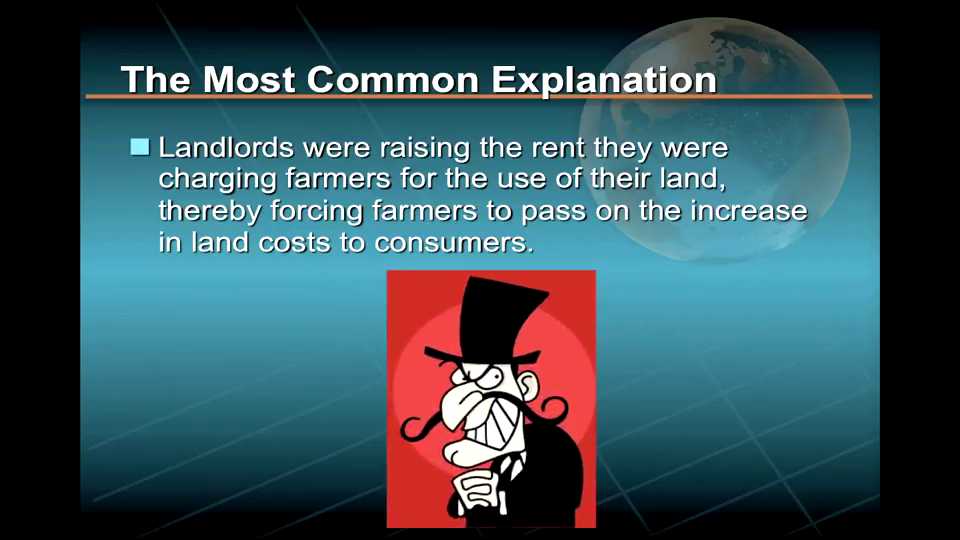 The Most Common Explanation
Landlords were raising the rent they were
charging farmers for the use of their land,
thereby forcing farmers to pass on the increase
in land costs to consumers.